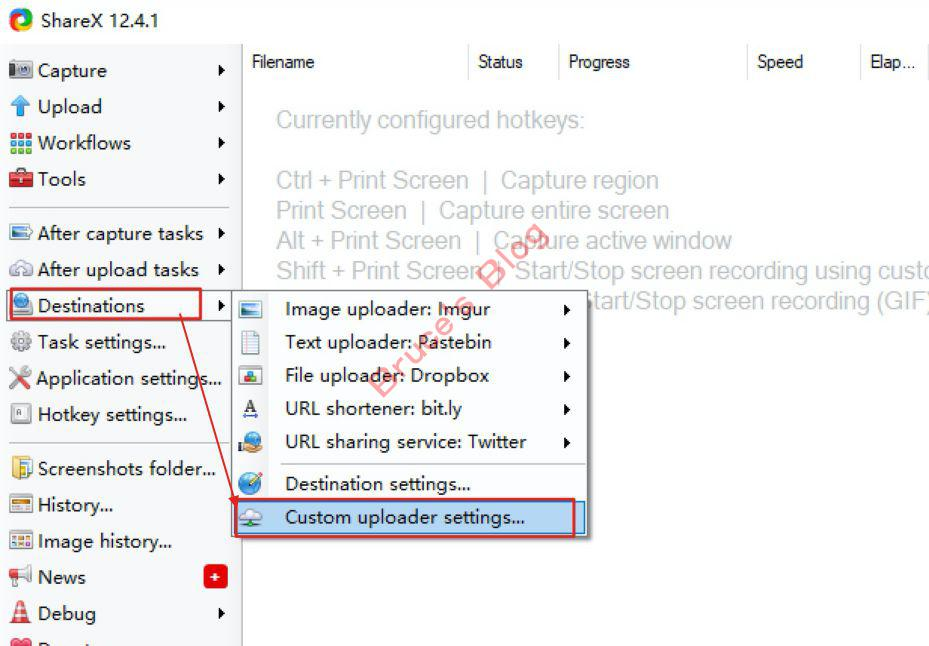 ShareX 12.4.1
Capture
Upload
Workflows
Tools
After capture tasks
After upload tasks
Destinations
Task settings...
Application settings...
Hotkey settings...
Screenshots folder...
History...
Image history...
News
Debug
Filename Status Progress Speed Elap...
Currently configured hotkeys:
Ctrl + Print Screen | Capture region
Print Screen | Capture entire screen
Alt + Print Screen | Capture active window
Shift + Print Screen | Start/Stop screen recording using custo
Start/Stop screen recording (GIF)
Image uploader: Imgur
Text uploader: Pastebin
File uploader: Dropbox
URL shortener: bit.ly
URL sharing service: Twitter
Destination settings...
Custom uploader settings...
Bruce's Blog